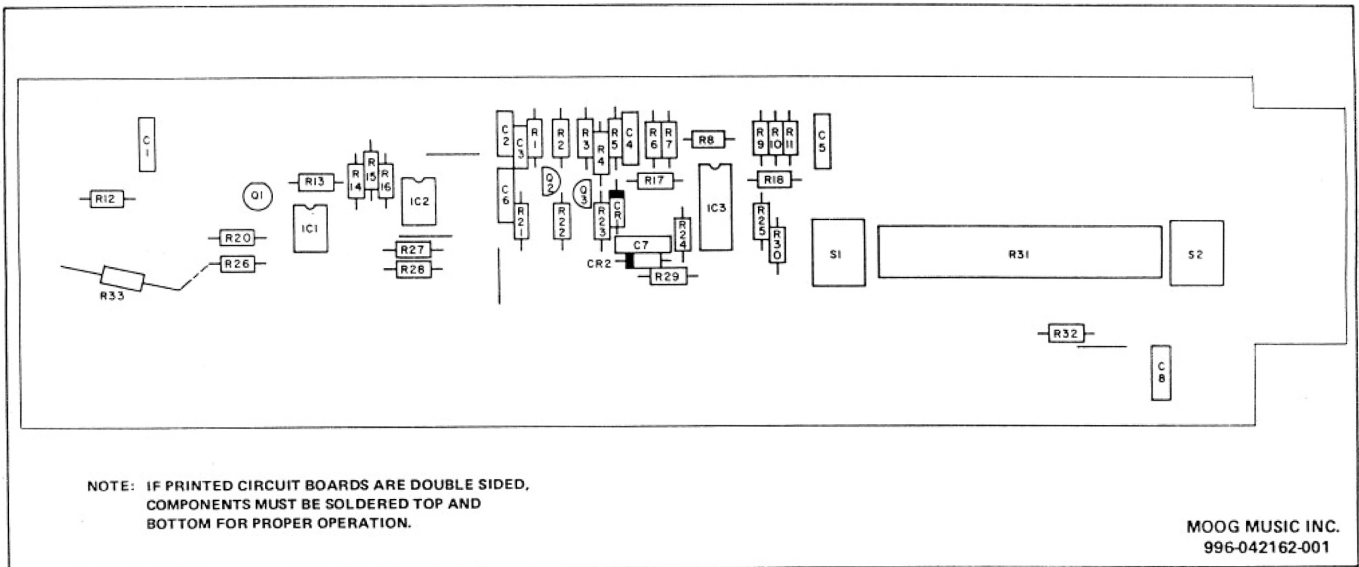 C1
C2
C3
R1
R2
R3
R4
R5
C4
R6
R7
R8
R9
R10
R11
C5
R12
Q1
R13
R14
R15
R16
IC2
C6
Q2
Q3
CR1
R17
IC3
R18
IC1
R20
R21
R22
R23
R24
R25
R30
R26
R27
R28
C7
CR2
R29
S1
R31
S2
R33
R32
C8
NOTE: IF PRINTED CIRCUIT BOARDS ARE DOUBLE SIDED,
COMPONENTS MUST BE SOLDERED TOP AND
BOTTOM FOR PROPER OPERATION.
MOOG MUSIC INC.
996-042162-001